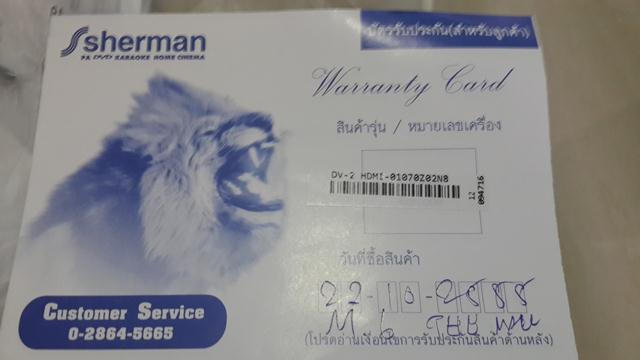 sherman
PA DVD KARAOKE HOME CINEMA
บัตรรับประกัน(สำหรับลูกค้า)
Warranty Card
สินค้ารุ่น / หมายเลขเครื่อง
DV-2 HDMI-01070Z02N8
12
094716
วันที่ซื้อสินค้า
22-10-2555
(โปรดอ่านเงื่อนไขการรับประกันสินค้าด้านหลัง)
Customer Service
0-2864-5665